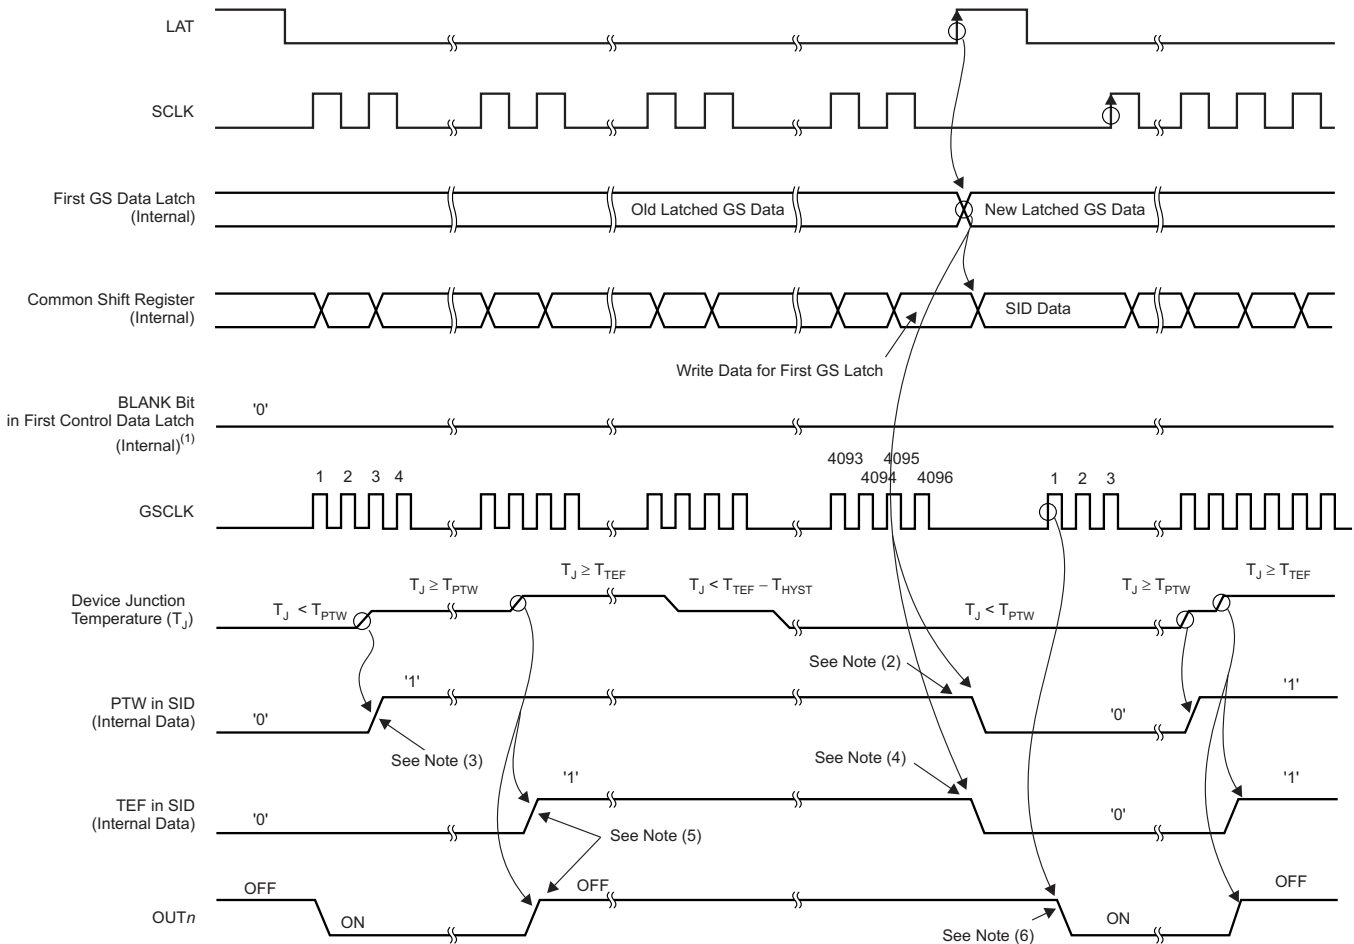 LAT
SCLK
First GS Data Latch
(Internal)
Old Latched GS Data
New Latched GS Data
Common Shift Register
(Internal)
SID Data
Write Data for First GS Latch
BLANK Bit
in First Control Data Latch
(Internal)(1)
'0'
GSCLK
1 2 3 4
4093 4095
4094 4096
1 2 3
Device Junction
Temperature (TJ)
TJ < TPTW
TJ ≥ TPTW
TJ ≥ TTEF
TJ < TTEF – THYST
TJ < TPTW
TJ ≥ TPTW
TJ ≥ TTEF
PTW in SID
(Internal Data)
'0'
'1'
See Note (3)
See Note (2)
'0'
'1'
TEF in SID
(Internal Data)
'0'
'1'
See Note (5)
See Note (4)
'0'
'1'
OUTn
OFF
ON
OFF
See Note (6)
ON
OFF